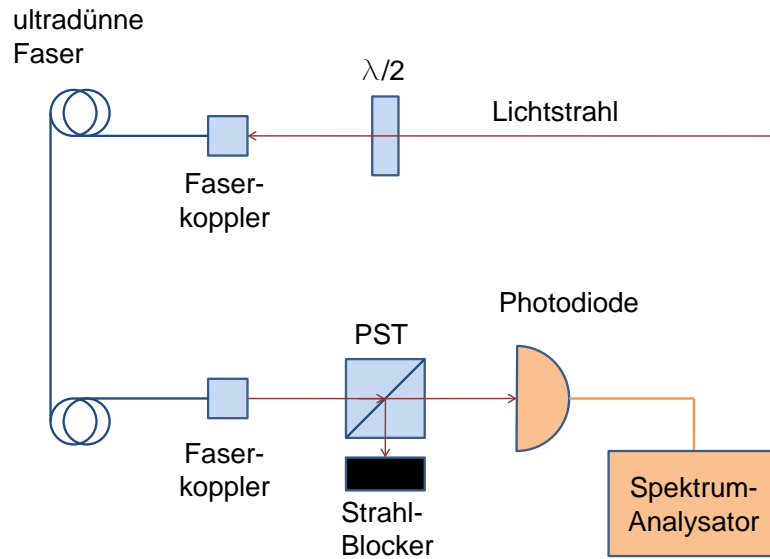 ultradünne
Faser
λ/2
Lichtstrahl
Faser-
koppler
Photodiode
PST
Faser-
koppler
Strahl-
Blocker
Spektrum-
Analysator